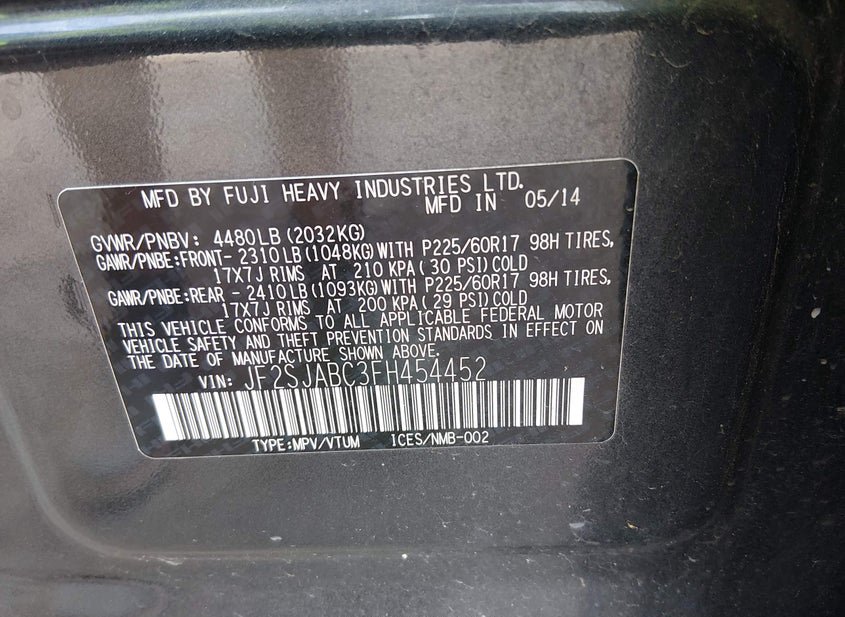 MFD BY FUJI HEAVY INDUSTRIES LTD.
MFD IN 05/14
GVWR/PNBV: 4480LB (2032KG)
GAWR/PNBE:FRONT- 2310LB (1048KG) WITH P225/60R17 98H TIRES,
17X7J RIMS AT 210 KPA ( 30 PSI) COLD
GAWR/PNBE:REAR - 2410LB (1093KG) WITH P225/60R17 98H TIRES,
17X7J RIMS AT 200 KPA ( 29 PSI) COLD
THIS VEHICLE CONFORMS TO ALL APPLICABLE FEDERAL MOTOR
VEHICLE SAFETY AND THEFT PREVENTION STANDARDS IN EFFECT ON
THE DATE OF MANUFACTURE SHOWN ABOVE.
VIN: JF2SJABC3FH454452
TYPE:MPV/VTUM ICES/NMB-002